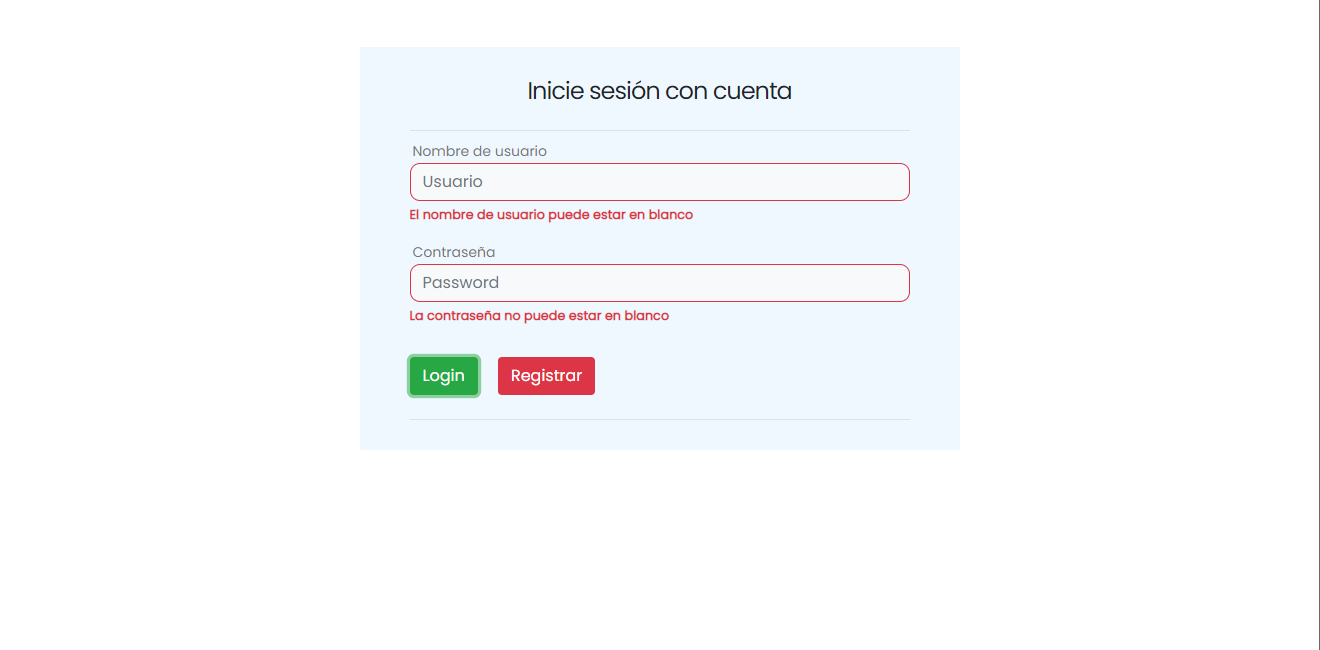 Inicie sesión con cuenta
Nombre de usuario
Usuario
El nombre de usuario puede estar en blanco
Contraseña
Password
La contraseña no puede estar en blanco
Login Registrar